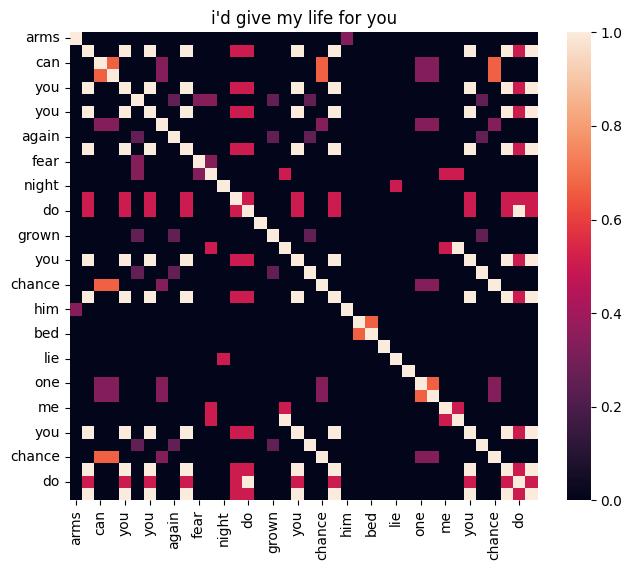 i'd give my life for you
arms
can
you
you
again
fear
night
do
grown
you
chance
him
bed
lie
one
me
you
chance
do
1.0
0.8
0.6
0.4
0.2
0.0
arms
can
you
you
again
fear
night
do
grown
you
chance
him
bed
lie
one
me
you
chance
do